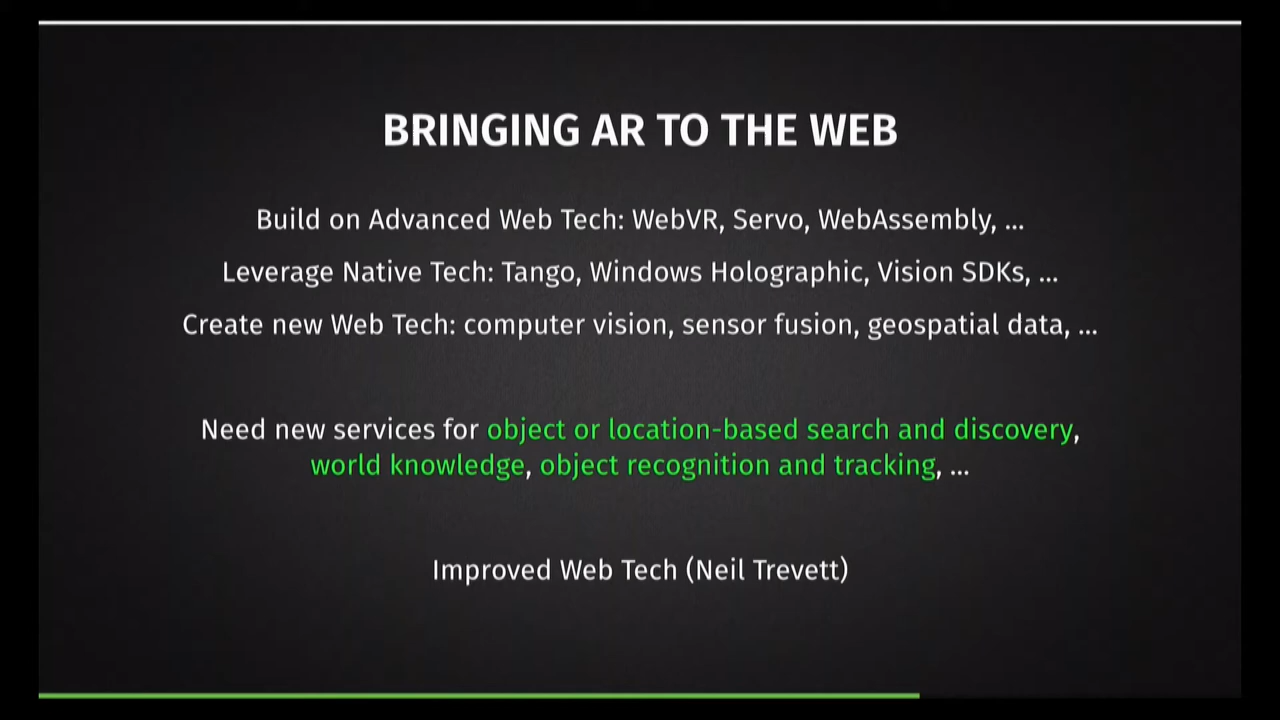 BRINGING AR TO THE WEB
Build on Advanced Web Tech: WebVR, Servo, WebAssembly, ...
Leverage Native Tech: Tango, Windows Holographic, Vision SDKs, ...
Create new Web Tech: computer vision, sensor fusion, geospatial data, ...
Need new services for object or location-based search and discovery,
world knowledge, object recognition and tracking, ...
Improved Web Tech (Neil Trevett)